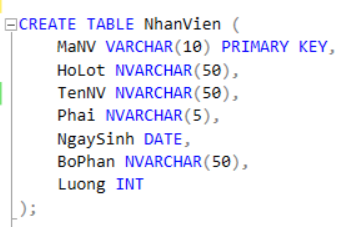 CREATE TABLE NhanVien (
MaNV VARCHAR(10) PRIMARY KEY,
HoLot NVARCHAR(50),
TenNV NVARCHAR(50),
Phai NVARCHAR(5),
NgaySinh DATE,
BoPhan NVARCHAR(50),
Luong INT
);